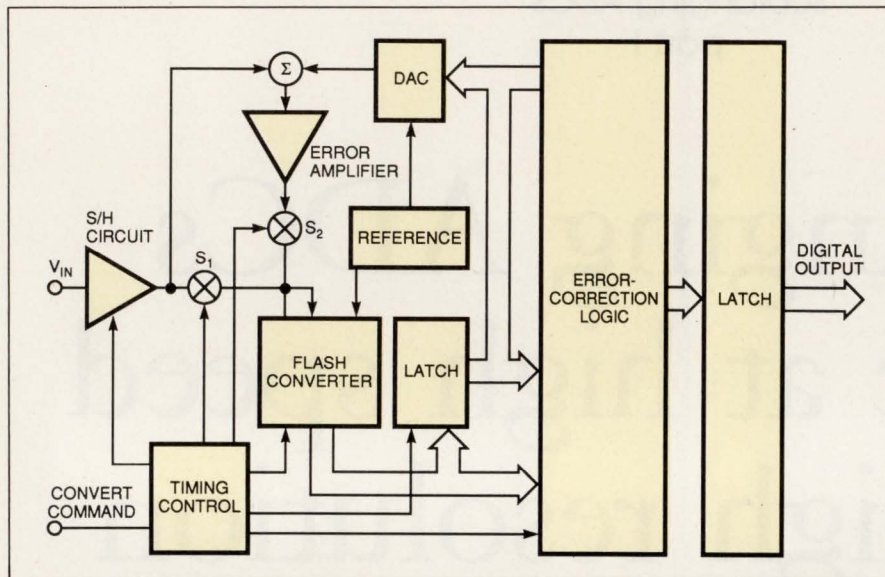 Σ
DAC
ERROR
AMPLIFIER
S/H
CIRCUIT
S₂
REFERENCE
V_IN
S₁
DIGITAL
OUTPUT
ERROR-
CORRECTION
LOGIC
LATCH
FLASH
CONVERTER
LATCH
CONVERT
COMMAND
TIMING
CONTROL